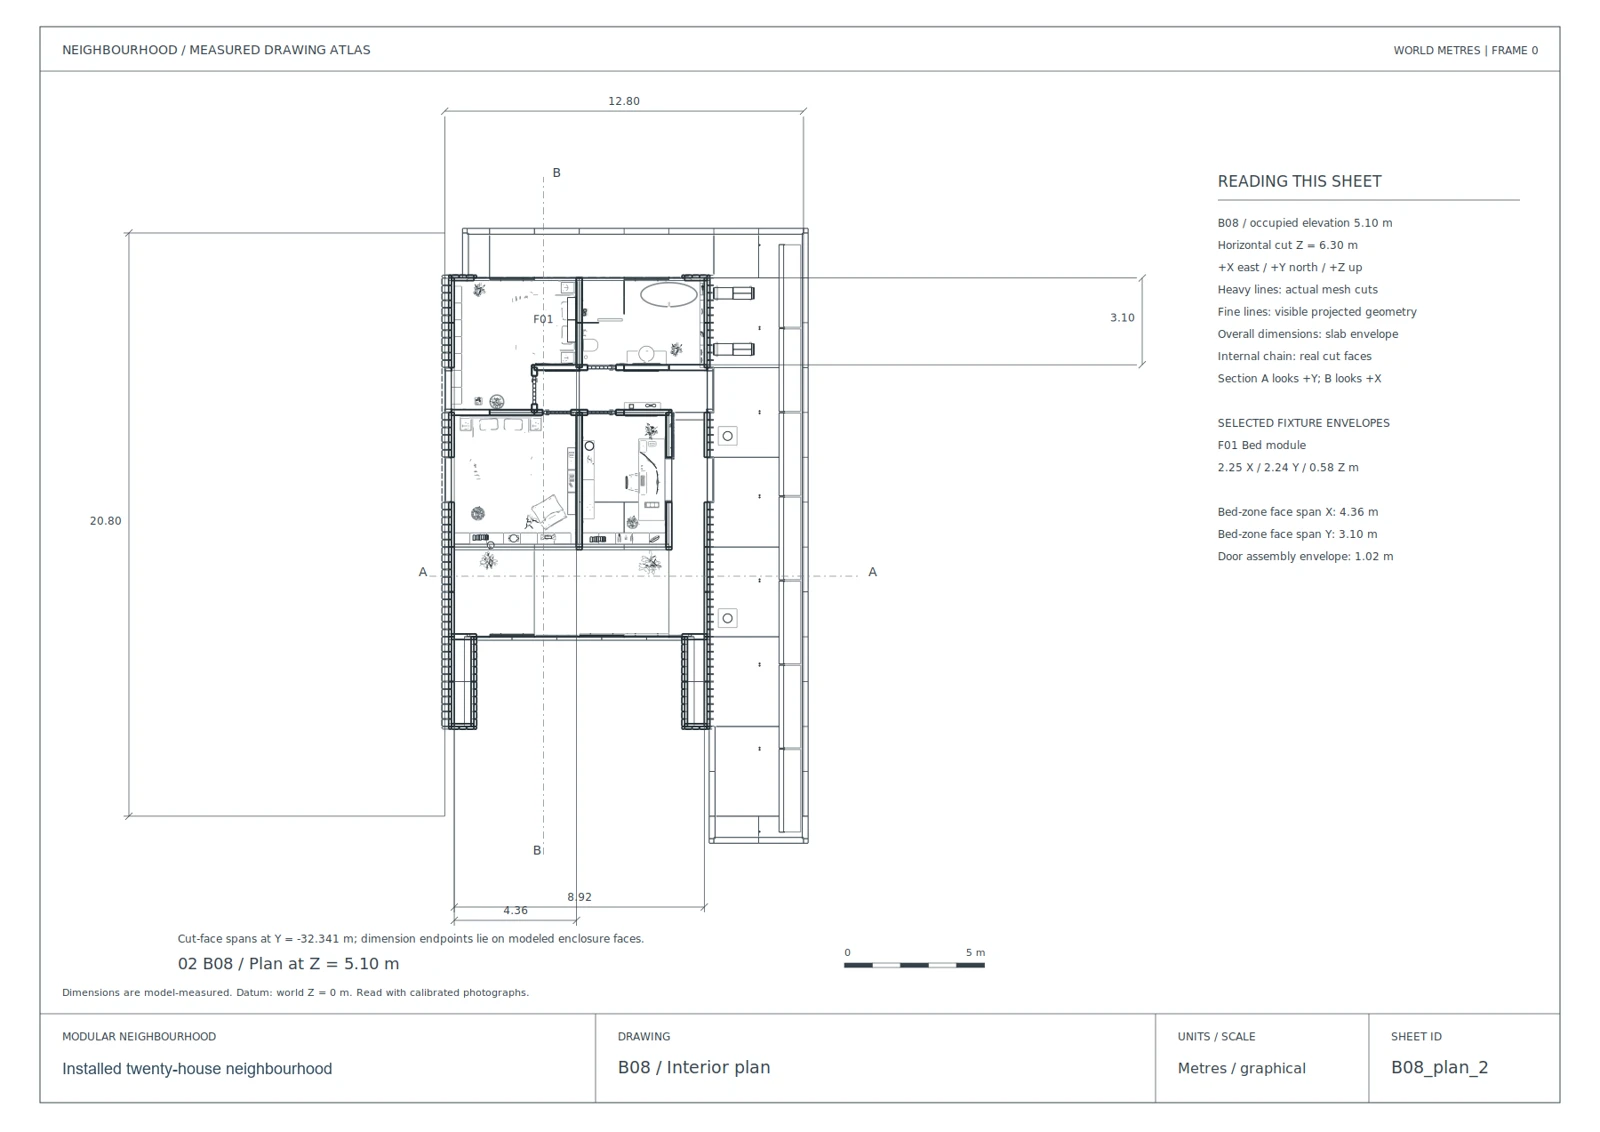 NEIGHBOURHOOD / MEASURED DRAWING ATLAS
WORLD METRES | FRAME 0
12.80
B
READING THIS SHEET
B08 / occupied elevation 5.10 m
Horizontal cut Z = 6.30 m
+X east / +Y north / +Z up
Heavy lines: actual mesh cuts
Fine lines: visible projected geometry
Overall dimensions: slab envelope
Internal chain: real cut faces
Section A looks +Y; B looks +X
SELECTED FIXTURE ENVELOPES
F01 Bed module
2.25 X / 2.24 Y / 0.58 Z m
Bed-zone face span X: 4.36 m
Bed-zone face span Y: 3.10 m
Door assembly envelope: 1.02 m
F01
3.10
20.80
A
A
B
8.92
4.36
Cut-face spans at Y = -32.341 m; dimension endpoints lie on modeled enclosure faces.
02 B08 / Plan at Z = 5.10 m
0
5 m
Dimensions are model-measured. Datum: world Z = 0 m. Read with calibrated photographs.
MODULAR NEIGHBOURHOOD
Installed twenty-house neighbourhood
DRAWING
B08 / Interior plan
UNITS / SCALE
Metres / graphical
SHEET ID
B08_plan_2